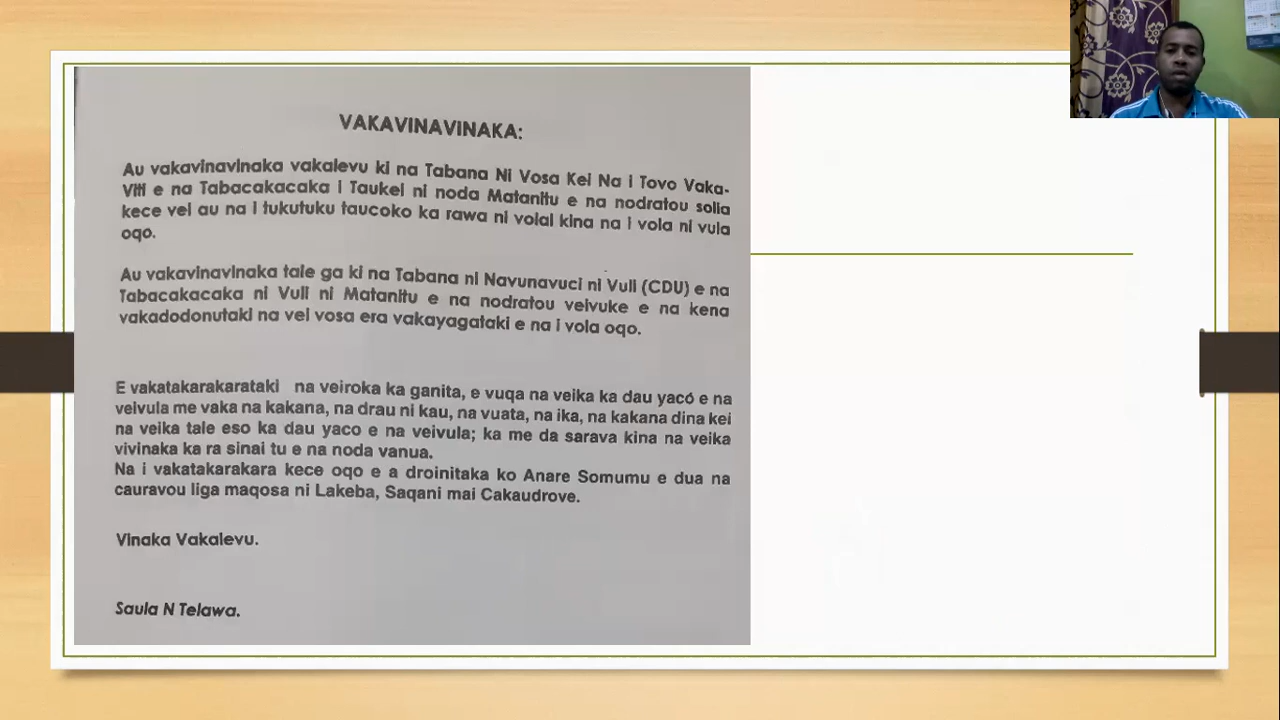 VAKAVINAVINAKA:
Au vakavinavinaka vakalevu ki na Tabana Ni Vosa Kei Na i Tovo Vaka-
Viti e na Tabacakacaka i Taukei ni noda Matanitu e na nodratou solia
kece vei au na i tukutuku taucoko ka rawa ni volai kina na i vola ni vula
oqo.
Au vakavinavinaka tale ga ki na Tabana ni Navunavuci ni Vuli (CDU) e na
Tabacakacaka ni Vuli ni Matanitu e na nodratou veivuke e na kena
vakadodonutaki na vei vosa era vakayagataki e na i vola oqo.
E vakatakarakarataki na veiroka ka ganita, e vuqa na veika ka dau yaco e na
veivula me vaka na kakana, na drau ni kau, na vuata, na ika, na kakana dina kei
na veika tale eso ka dau yaco e na veivula; ka me da sarava kina na veika
vivinaka ka ra sinai tu e na noda vanua.
Na i vakatakarakara kece oqo e a droinitaka ko Anare Somumu e dua na
cauravou liga maqosa ni Lakeba, Saqani mai Cakaudrove.
Vinaka Vakalevu.
Saula N Telawa.